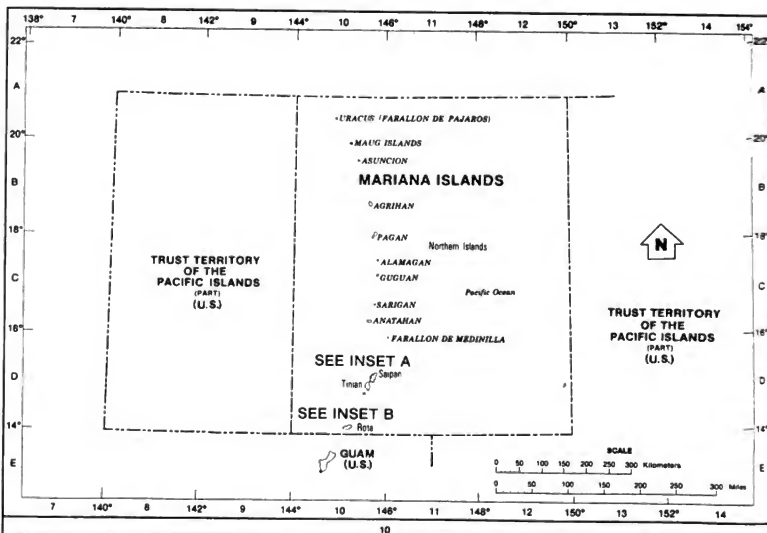 138° 7 140° 8 142° 9 144° 10 146° 11 148° 12 150° 13 152° 14 154°
22° 22°
A A
URACUS (FARALLON DE PAJAROS)
20° 20°
MAUG ISLANDS
ASUNCION
B B
MARIANA ISLANDS
AGRIHAN
18° 18°
PAGAN
Northern Islands
N
ALAMAGAN
GUGUAN
C C
TRUST TERRITORY
OF THE
PACIFIC ISLANDS
(PART)
(U.S.)
Pacific Ocean
SARIGAN
ANATAHAN
FARALLON DE MEDINILLA
16° 16°
TRUST TERRITORY
OF THE
PACIFIC ISLANDS
(PART)
(U.S.)
SEE INSET A
Saipan
Tinian
D D
SEE INSET B
Rota
14° 14°
GUAM
(U.S.)
E E
SCALE
0 50 100 150 200 250 300 Kilometers
0 50 100 150 200 300 Miles
7 140° 8 142° 9 144° 10 146° 11 148° 12 150° 13 152° 14
10